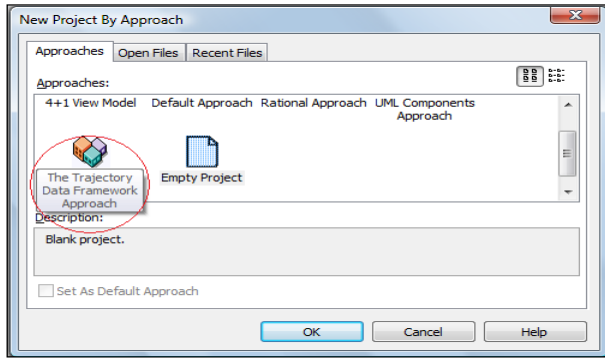 New Project By Approach
Approaches Open Files Recent Files
Approaches:
4+1 View Model Default Approach Rational Approach UML Components
Approach
The Trajectory
Data Framework
Approach
Empty Project
Description:
Blank project.
Set As Default Approach
OK Cancel Help